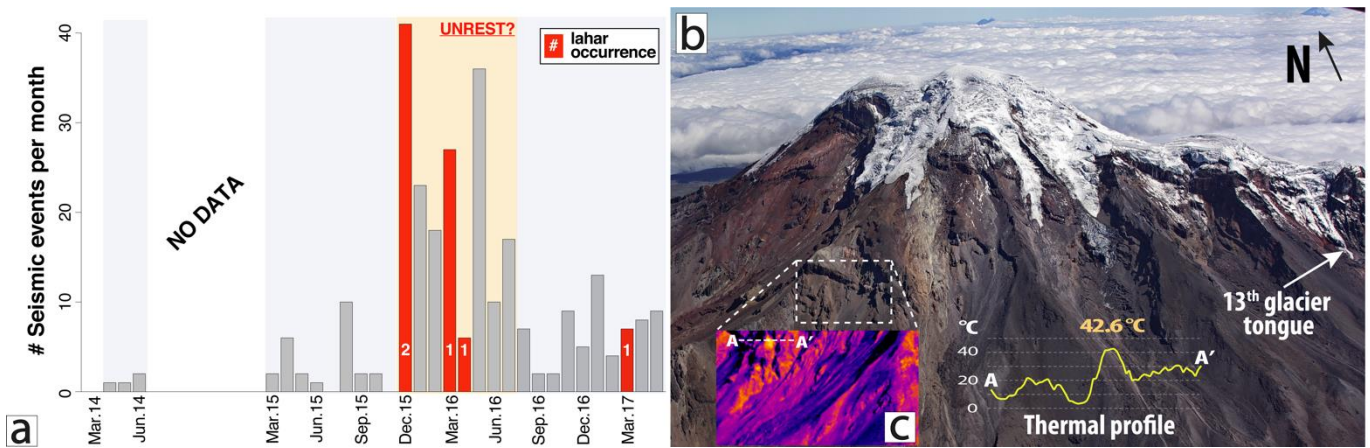 a
# Seismic events per month
40
30
20
10
0
NO DATA
UNREST?
# lahar
occurrence
2
1
1
1
Mar.14
Jun.14
Mar.15
Jun.15
Sep.15
Dec.15
Mar.16
Jun.16
Sep.16
Dec.16
Mar.17
b
N
13th glacier
tongue
A
A’
c
°C
40
20
0
42.6 °C
A
A’
Thermal profile